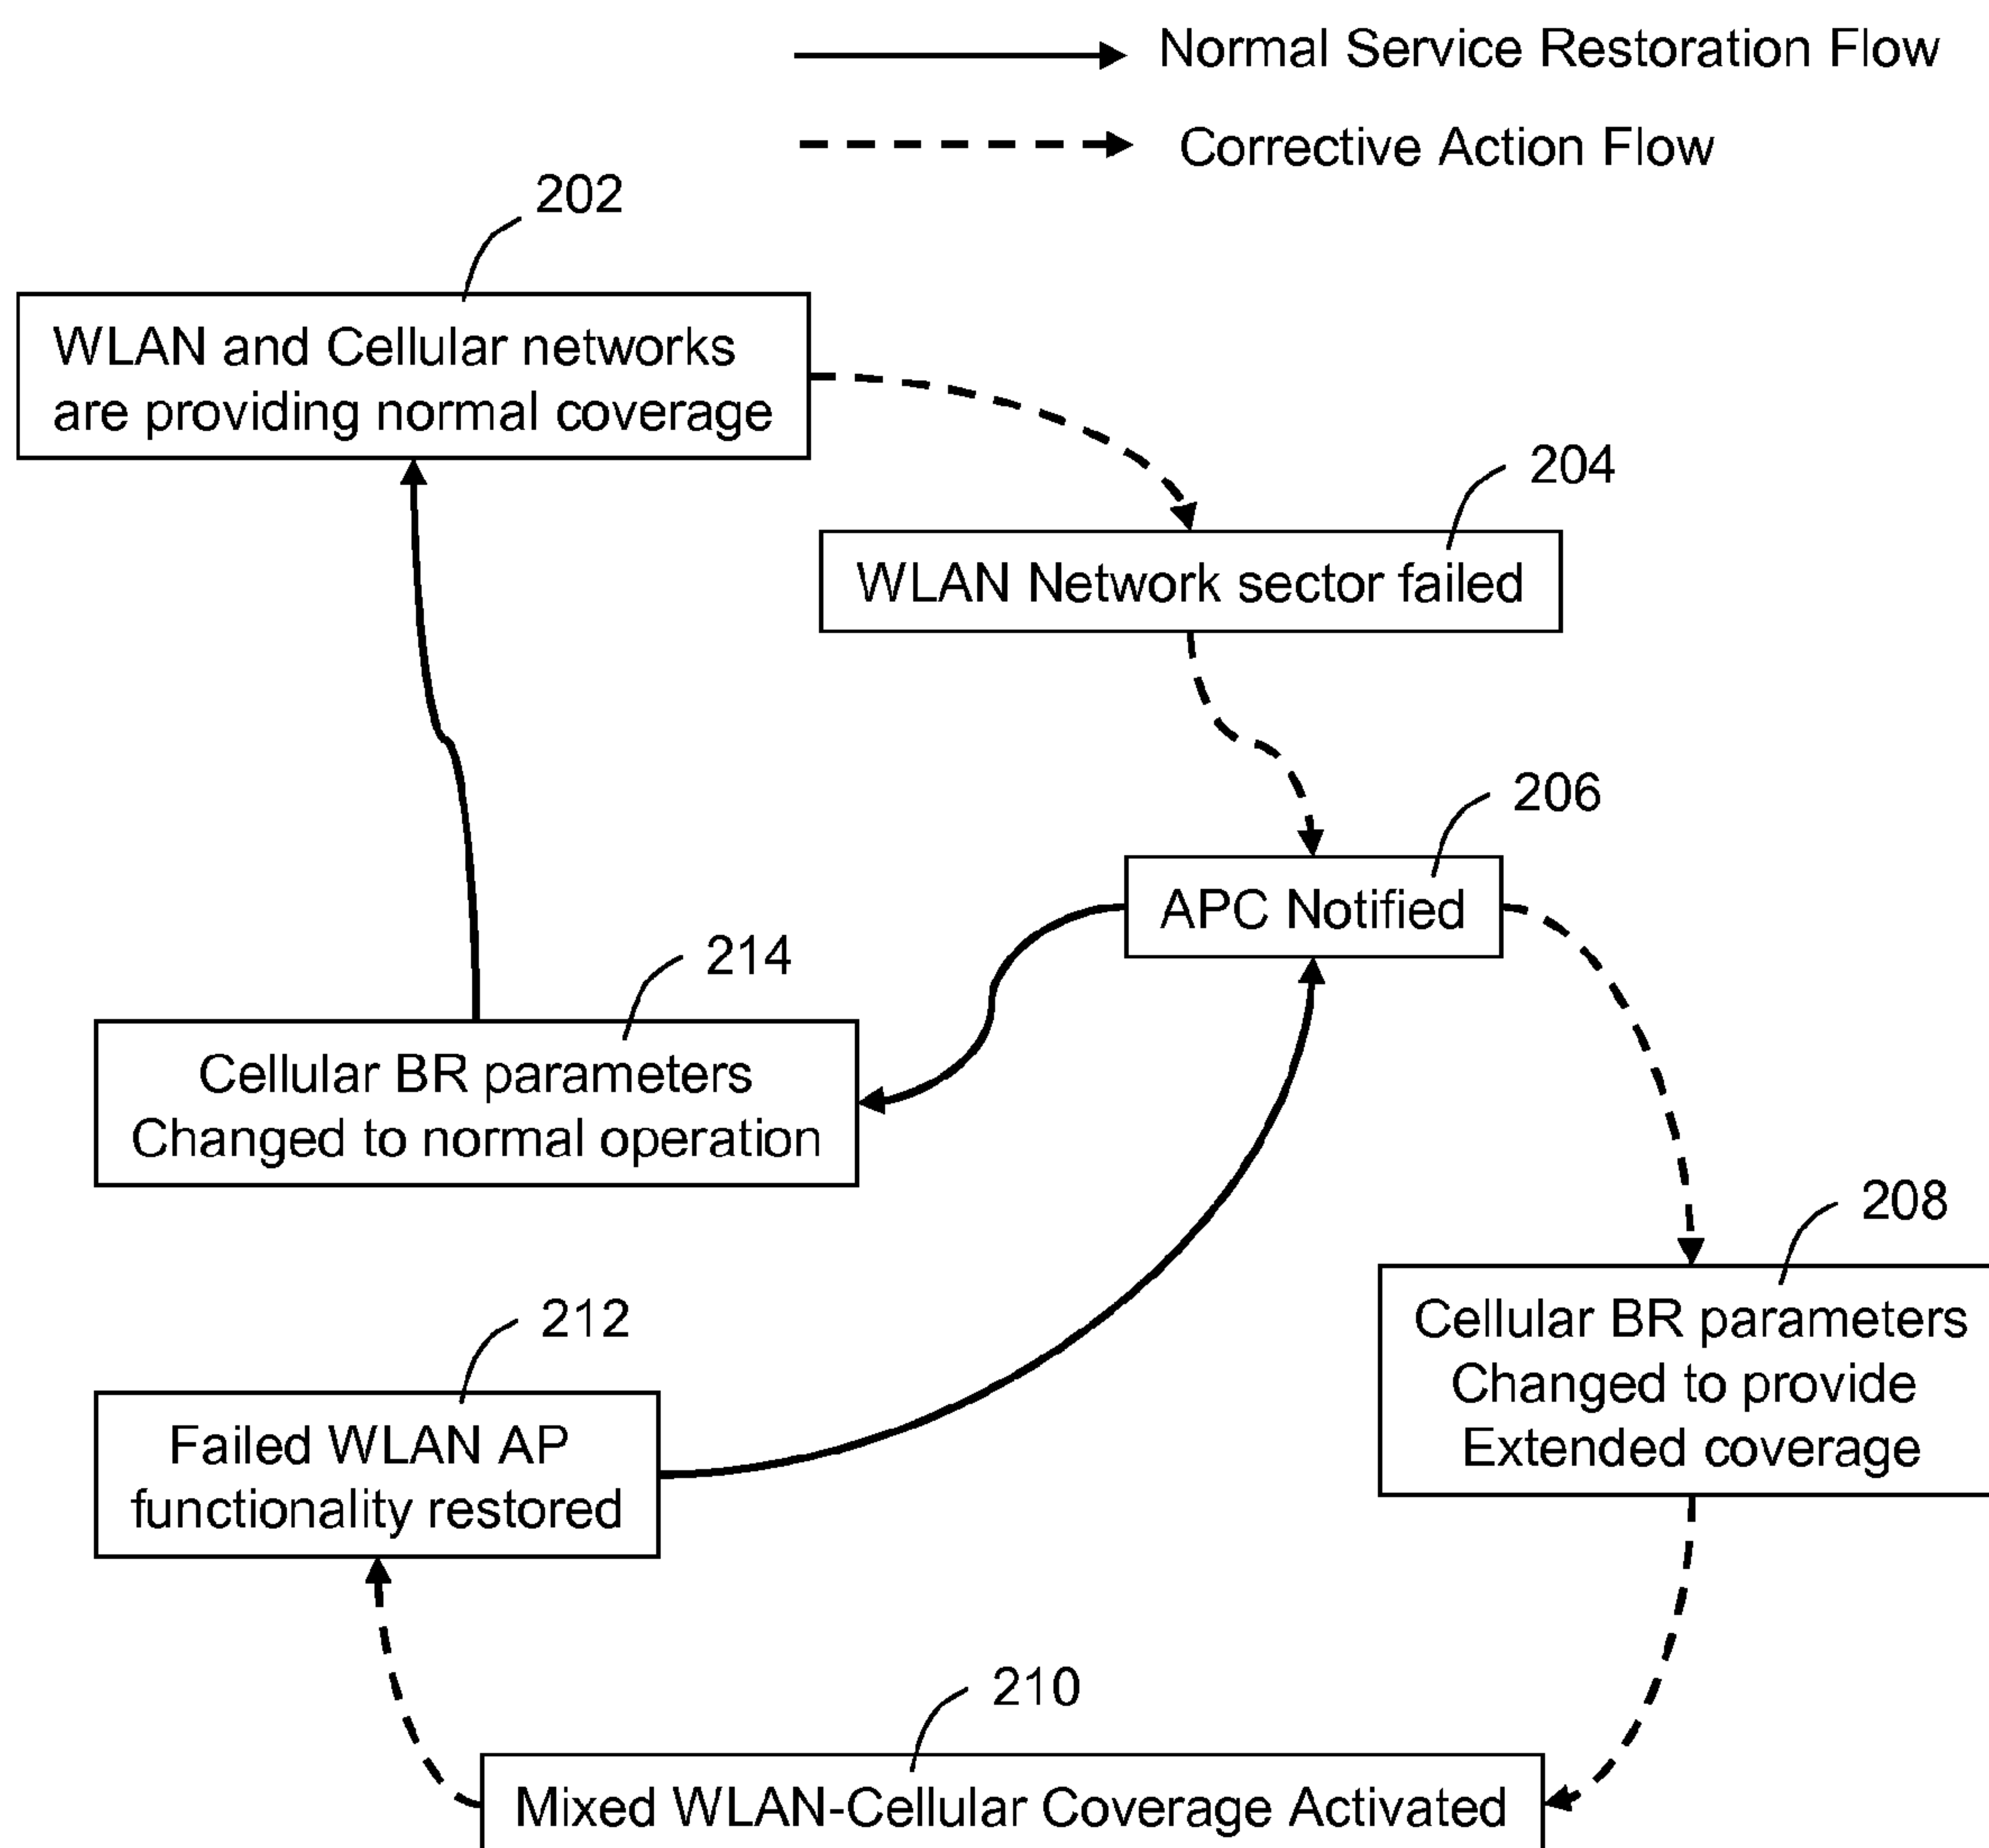 Normal Service Restoration Flow
Corrective Action Flow
202
WLAN and Cellular networks
are providing normal coverage
204
WLAN Network sector failed
206
APC Notified
214
Cellular BR parameters
Changed to normal operation
208
Cellular BR parameters
Changed to provide
Extended coverage
212
Failed WLAN AP
functionality restored
210
Mixed WLAN-Cellular Coverage Activated